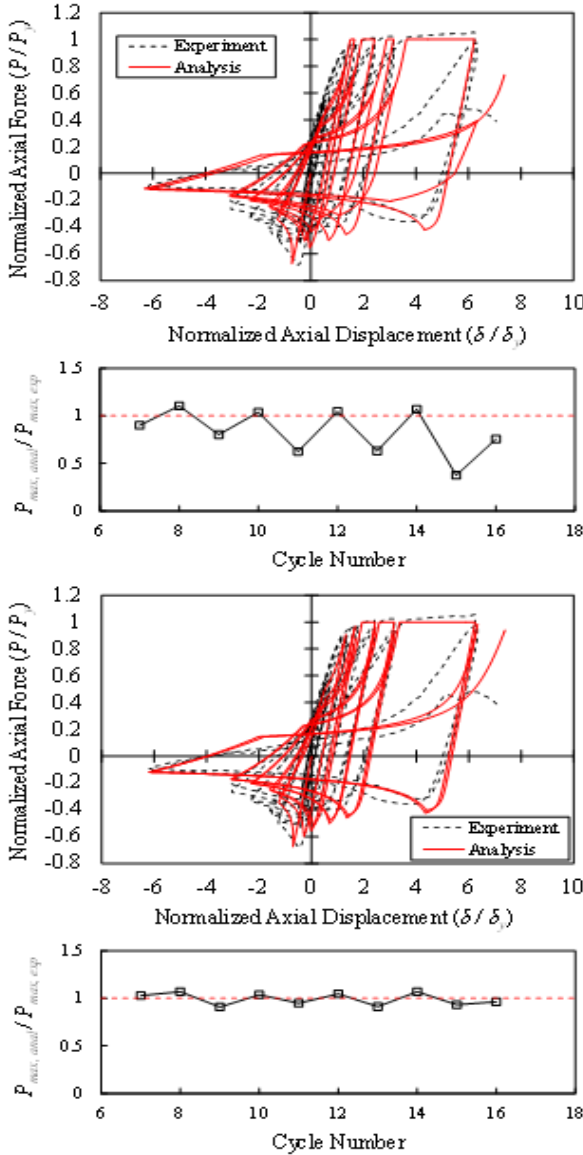 1.2
1
0.8
0.6
0.4
0.2
0
-0.2
-0.4
-0.6
-0.8
Normalized Axial Force (P / Py)
Experiment
Analysis
-8 -6 -4 -2 0 2 4 6 8 10
Normalized Axial Displacement (δ / δy)
1.5
1
0.5
0
Pmax, anal / Pmax, exp
6 8 10 12 14 16 18
Cycle Number
1.2
1
0.8
0.6
0.4
0.2
0
-0.2
-0.4
-0.6
-0.8
Normalized Axial Force (P / Py)
Experiment
Analysis
-8 -6 -4 -2 0 2 4 6 8 10
Normalized Axial Displacement (δ / δy)
1.5
1
0.5
0
Pmax, anal / Pmax, exp
6 8 10 12 14 16 18
Cycle Number